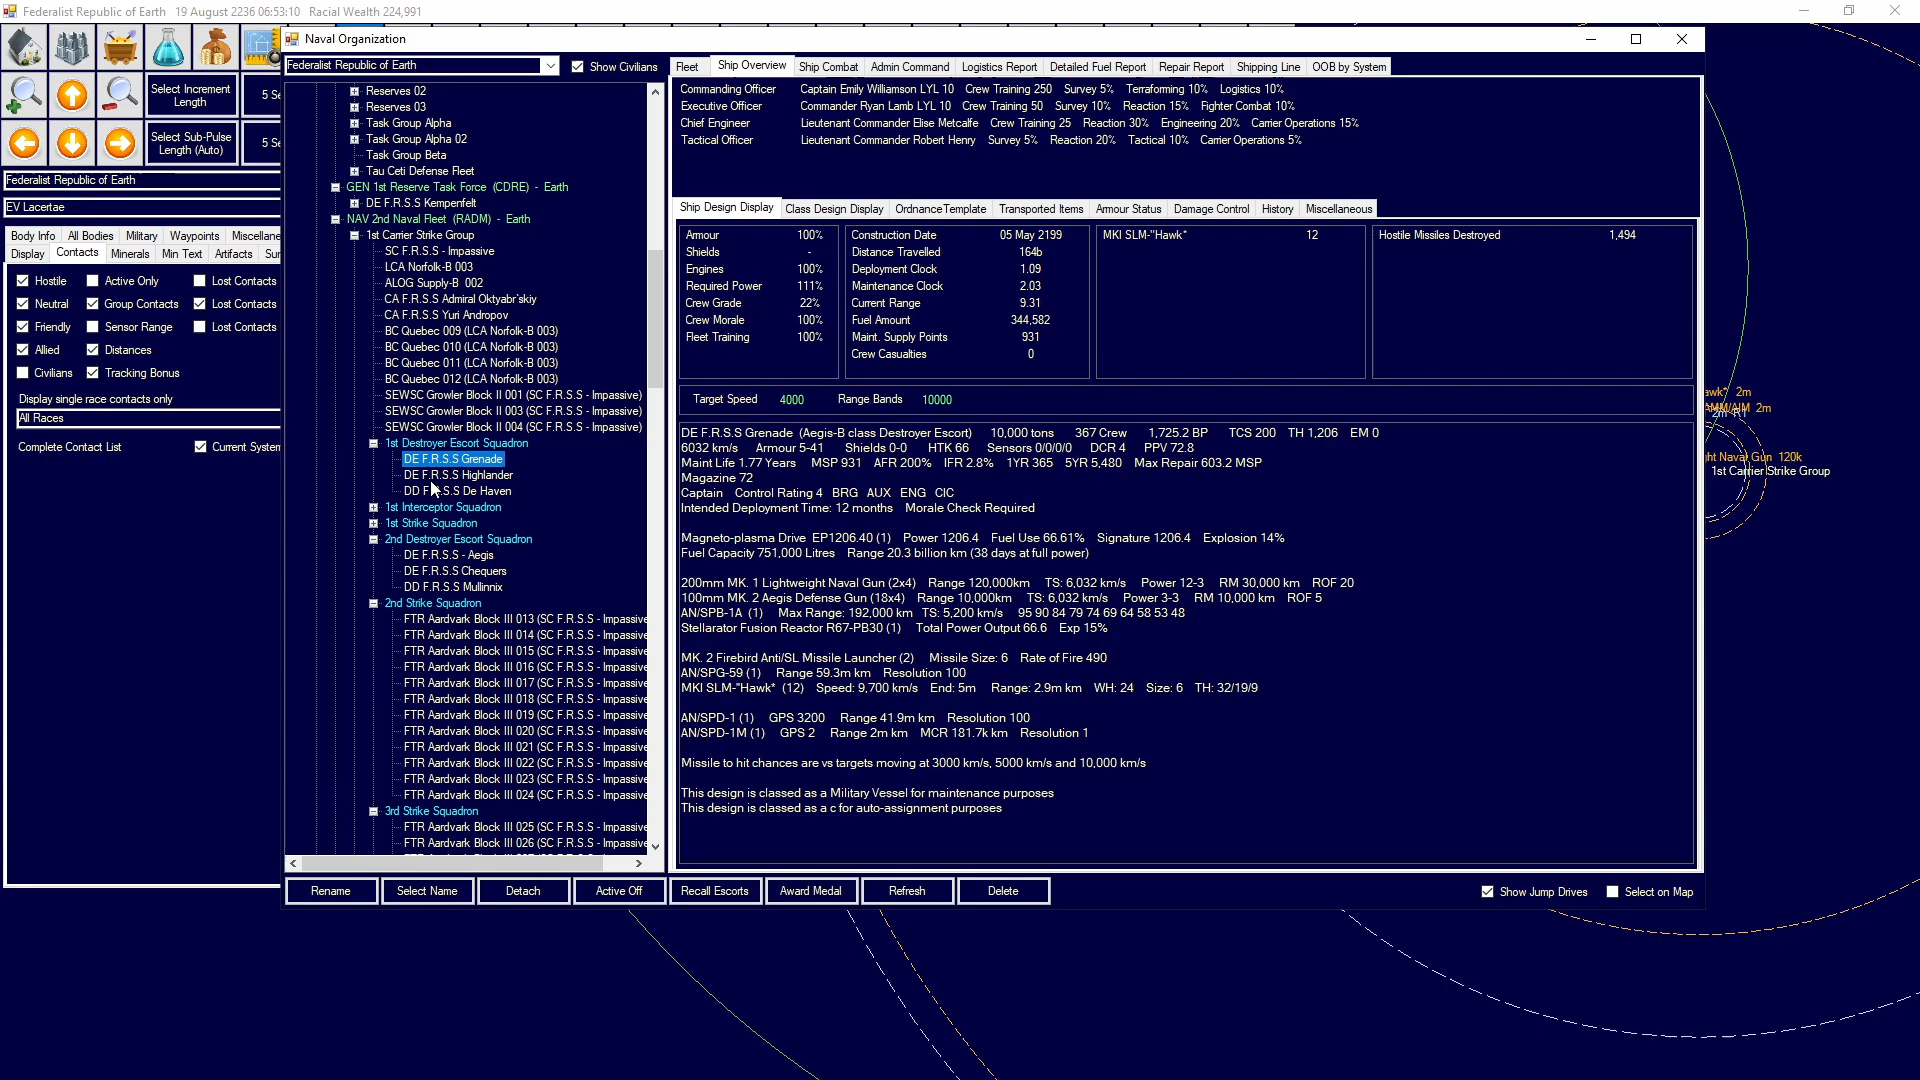 Federalist Republic of Earth   19 August 2236 06:53:10   Racial Wealth 224,991
Naval Organization
Select Increment Length
5 Se
Select Sub-Pulse Length (Auto)
5 Se
Federalist Republic of Earth
EV Lacertae
Body Info   All Bodies   Military   Waypoints   Miscellane
Display   Contacts   Minerals   Min Text   Artifacts   Sur
Hostile   Active Only   Lost Contacts
Neutral   Group Contacts   Lost Contacts
Friendly   Sensor Range   Lost Contacts
Allied   Distances
Civilians   Tracking Bonus
Display single race contacts only
All Races
Complete Contact List   Current System
Federalist Republic of Earth   Show Civilians
Reserves 02
Reserves 03
Task Group Alpha
Task Group Alpha 02
Task Group Beta
Tau Ceti Defense Fleet
GEN 1st Reserve Task Force (CDRE) - Earth
DE F.R.S.S Kempenfelt
NAV 2nd Naval Fleet (RADM) - Earth
1st Carrier Strike Group
SC F.R.S.S - Impassive
LCA Norfolk-B 003
ALOG Supply-B 002
CA F.R.S.S Admiral Oktyabr'skiy
CA F.R.S.S Yuri Andropov
BC Quebec 009 (LCA Norfolk-B 003)
BC Quebec 010 (LCA Norfolk-B 003)
BC Quebec 011 (LCA Norfolk-B 003)
BC Quebec 012 (LCA Norfolk-B 003)
SEWSC Growler Block II 001 (SC F.R.S.S - Impassive)
SEWSC Growler Block II 003 (SC F.R.S.S - Impassive)
SEWSC Growler Block II 004 (SC F.R.S.S - Impassive)
1st Destroyer Escort Squadron
DE F.R.S.S Grenade
DE F.R.S.S Highlander
DD F.R.S.S De Haven
1st Interceptor Squadron
1st Strike Squadron
2nd Destroyer Escort Squadron
DE F.R.S.S - Aegis
DE F.R.S.S Chequers
DD F.R.S.S Mullinnix
2nd Strike Squadron
FTR Aardvark Block III 013 (SC F.R.S.S - Impassive
FTR Aardvark Block III 014 (SC F.R.S.S - Impassive
FTR Aardvark Block III 015 (SC F.R.S.S - Impassive
FTR Aardvark Block III 016 (SC F.R.S.S - Impassive
FTR Aardvark Block III 017 (SC F.R.S.S - Impassive
FTR Aardvark Block III 018 (SC F.R.S.S - Impassive
FTR Aardvark Block III 019 (SC F.R.S.S - Impassive
FTR Aardvark Block III 020 (SC F.R.S.S - Impassive
FTR Aardvark Block III 021 (SC F.R.S.S - Impassive
FTR Aardvark Block III 022 (SC F.R.S.S - Impassive
FTR Aardvark Block III 023 (SC F.R.S.S - Impassive
FTR Aardvark Block III 024 (SC F.R.S.S - Impassive
3rd Strike Squadron
FTR Aardvark Block III 025 (SC F.R.S.S - Impassive
FTR Aardvark Block III 026 (SC F.R.S.S - Impassive
Fleet   Ship Overview   Ship Combat   Admin Command   Logistics Report   Detailed Fuel Report   Repair Report   Shipping Line   OOB by System
Commanding Officer   Captain Emily Williamson LYL 10   Crew Training 250   Survey 5%   Terraforming 10%   Logistics 10%
Executive Officer   Commander Ryan Lamb LYL 10   Crew Training 50   Survey 10%   Reaction 15%   Fighter Combat 10%
Chief Engineer   Lieutenant Commander Elise Metcalfe   Crew Training 25   Reaction 30%   Engineering 20%   Carrier Operations 15%
Tactical Officer   Lieutenant Commander Robert Henry   Survey 5%   Reaction 20%   Tactical 10%   Carrier Operations 5%
Ship Design Display   Class Design Display   Ordnance Template   Transported Items   Armour Status   Damage Control   History   Miscellaneous
Armour   100%   Construction Date   05 May 2199   MKI SLM-"Hawk"   12   Hostile Missiles Destroyed   1,494
Shields   -   Distance Travelled   164b
Engines   100%   Deployment Clock   1.09
Required Power   111%   Maintenance Clock   2.03
Crew Grade   22%   Current Range   9.31
Crew Morale   100%   Fuel Amount   344,582
Fleet Training   100%   Maint. Supply Points   931
Crew Casualties   0
Target Speed   4000   Range Bands   10000
DE F.R.S.S Grenade (Aegis-B class Destroyer Escort)   10,000 tons   367 Crew   1,725.2 BP   TCS 200   TH 1,206   EM 0
6032 km/s   Armour 5-41   Shields 0-0   HTK 66   Sensors 0/0/0/0   DCR 4   PPV 72.8
Maint Life 1.77 Years   MSP 931   AFR 200%   IFR 2.8%   1YR 365   5YR 5,480   Max Repair 603.2 MSP
Magazine 72
Captain   Control Rating 4   BRG   AUX   ENG   CIC
Intended Deployment Time: 12 months   Morale Check Required
Magneto-plasma Drive   EP1206.40 (1)   Power 1206.4   Fuel Use 66.61%   Signature 1206.4   Explosion 14%
Fuel Capacity 751,000 Litres   Range 20.3 billion km (38 days at full power)
200mm MK. 1 Lightweight Naval Gun (2x4)   Range 120,000km   TS: 6,032 km/s   Power 12-3   RM 30,000 km   ROF 20
100mm MK. 2 Aegis Defense Gun (18x4)   Range 10,000km   TS: 6,032 km/s   Power 3-3   RM 10,000 km   ROF 5
AN/SPB-1A (1)   Max Range: 192,000 km   TS: 5,200 km/s   95 90 84 79 74 69 64 58 53 48
Stellarator Fusion Reactor R67-PB30 (1)   Total Power Output 66.6   Exp 15%
MK. 2 Firebird Anti/SL Missile Launcher (2)   Missile Size: 6   Rate of Fire 490
AN/SPG-59 (1)   Range 59.3m km   Resolution 100
MKI SLM-"Hawk" (12)   Speed: 9,700 km/s   End: 5m   Range: 2.9m km   WH: 24   Size: 6   TH: 32/19/9
AN/SPD-1 (1)   GPS 3200   Range 41.9m km   Resolution 100
AN/SPD-1M (1)   GPS 2   Range 2m km   MCR 181.7k km   Resolution 1
Missile to hit chances are vs targets moving at 3000 km/s, 5000 km/s and 10,000 km/s
This design is classed as a Military Vessel for maintenance purposes
This design is classed as a c for auto-assignment purposes
Rename   Select Name   Detach   Active Off   Recall Escorts   Award Medal   Refresh   Delete   Show Jump Drives   Select on Map
awk" 2m
AMM/AIM 2m
ht Naval Gun 120k
1st Carrier Strike Group